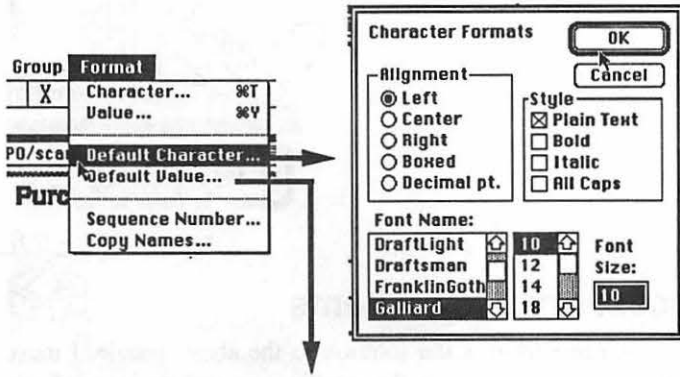 Group Format
X
Character... ⌘T
Value... ⌘Y
PO/scan
Default Character...
Default Value...
Purc
Sequence Number...
Copy Names...
Character Formats
OK
Cancel
Alignment
Left
Center
Right
Boxed
Decimal pt.
Style
Plain Text
Bold
Italic
All Caps
Font Name:
DraftLight
Draftsman
FranklinGoth
Galliard
10
12
14
18
Font
Size:
10